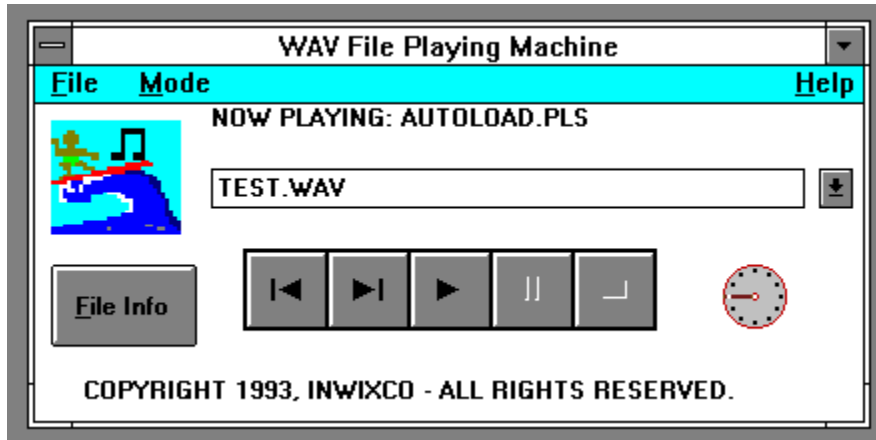 WAV File Playing Machine
File Mode Help
NOW PLAYING: AUTOLOAD.PLS
TEST.WAV
File Info
COPYRIGHT 1993, INWIXCO - ALL RIGHTS RESERVED.